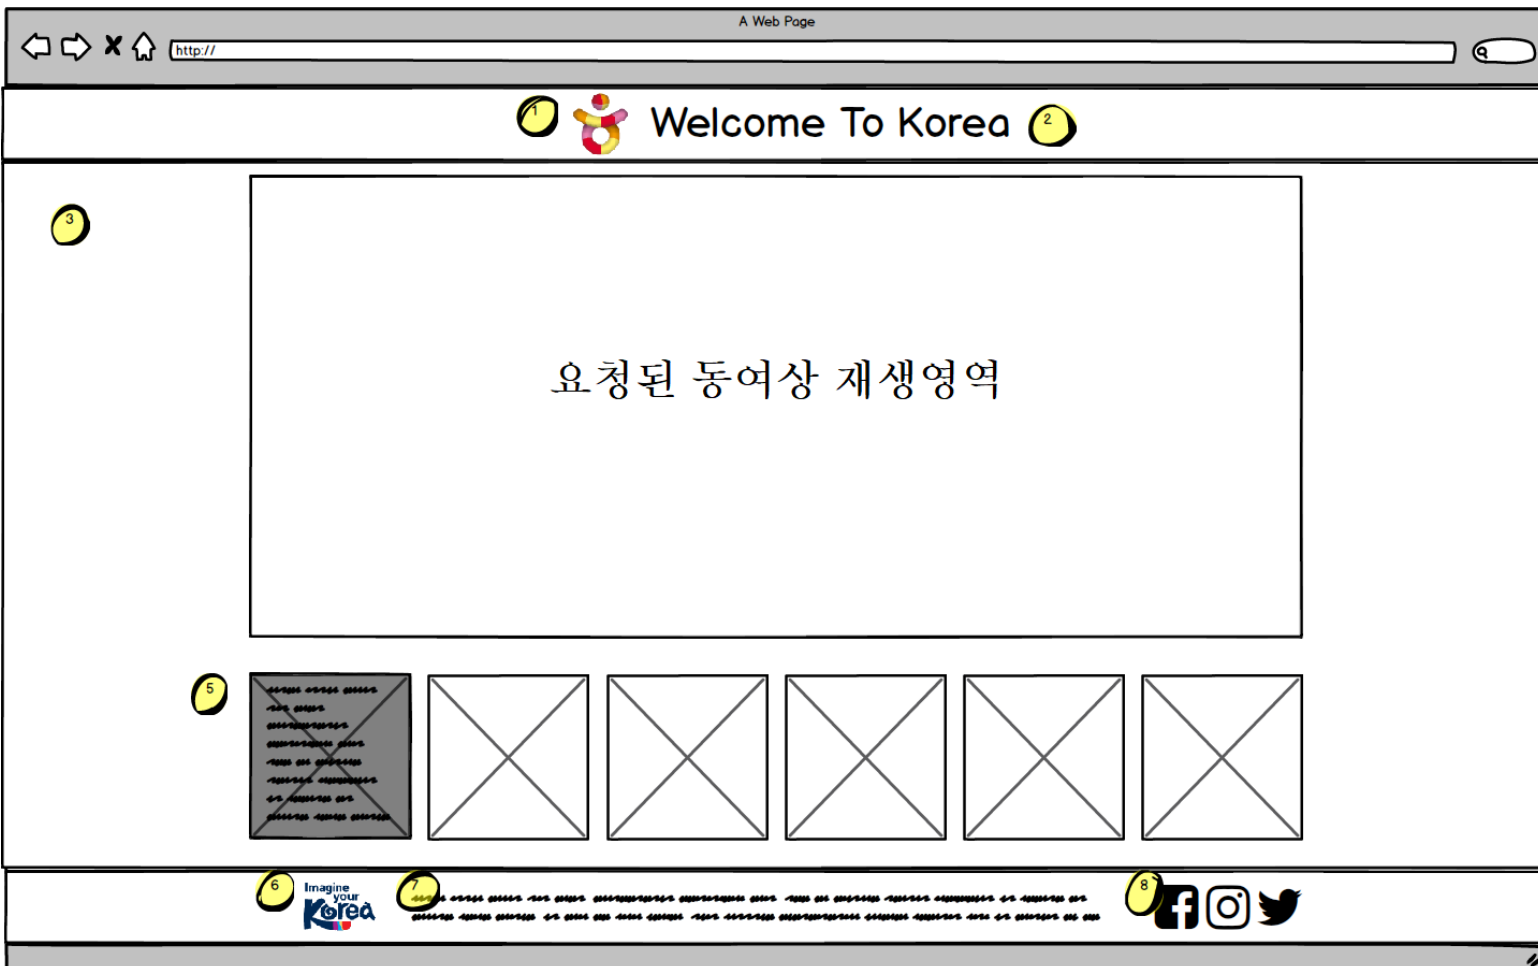 A Web Page
http://
1
Welcome To Korea
2
3
요청된 동여상 재생영역
5
6
Imagine
your
Korea
7
8